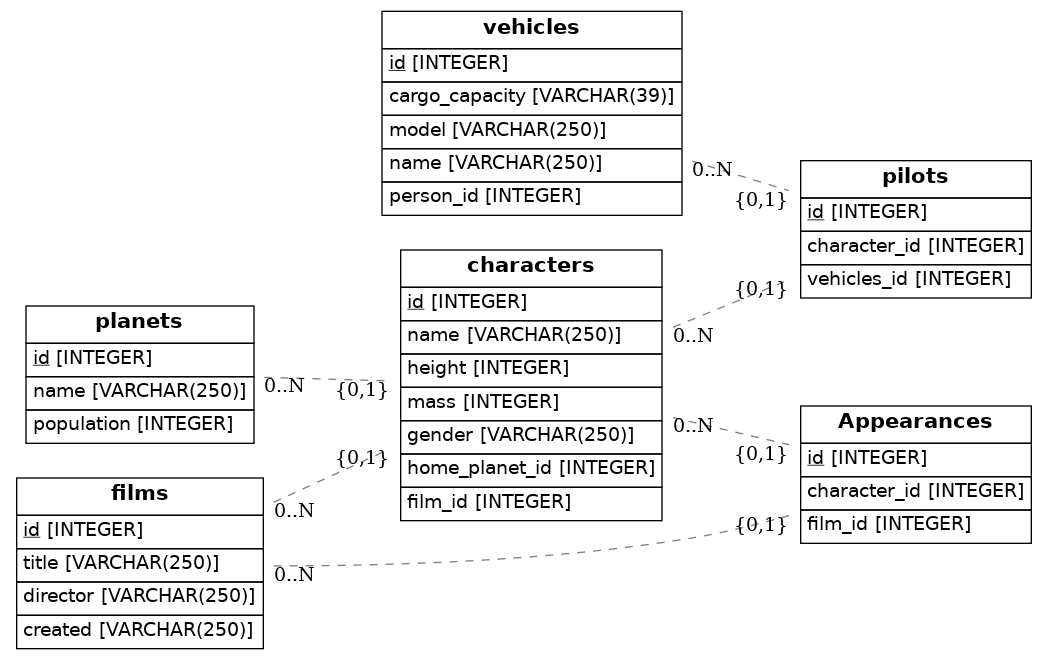 vehicles
id [INTEGER]
cargo_capacity [VARCHAR(39)]
model [VARCHAR(250)]
name [VARCHAR(250)]
person_id [INTEGER]
0..N
{0,1}
pilots
id [INTEGER]
character_id [INTEGER]
vehicles_id [INTEGER]
{0,1}
0..N
characters
id [INTEGER]
name [VARCHAR(250)]
height [INTEGER]
mass [INTEGER]
gender [VARCHAR(250)]
home_planet_id [INTEGER]
film_id [INTEGER]
planets
id [INTEGER]
name [VARCHAR(250)]
population [INTEGER]
0..N
{0,1}
{0,1}
0..N
0..N
{0,1}
Appearances
id [INTEGER]
character_id [INTEGER]
film_id [INTEGER]
{0,1}
0..N
films
id [INTEGER]
title [VARCHAR(250)]
director [VARCHAR(250)]
created [VARCHAR(250)]